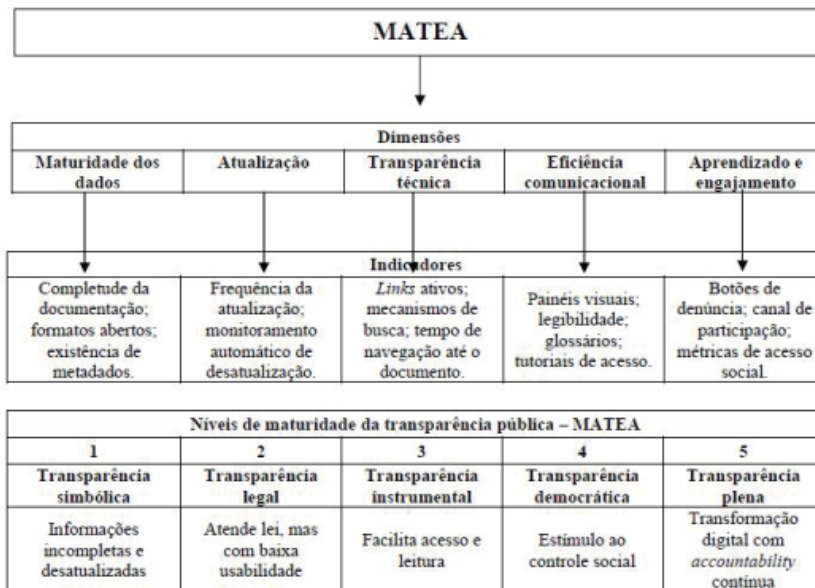 MATEA
Dimensões
Maturidade dos dados
Atualização
Transparência técnica
Eficiência comunicacional
Aprendizado e engajamento
Indicadores
Completude da documentação; formatos abertos; existência de metadados.
Frequência da atualização; monitoramento automático de desatualização.
Links ativos; mecanismos de busca; tempo de navegação até o documento.
Painéis visuais; legibilidade; glossários; tutoriais de acesso.
Botões de denúncia; canal de participação; métricas de acesso social.
Níveis de maturidade da transparência pública – MATEA
1 2 3 4 5
Transparência simbólica
Transparência legal
Transparência instrumental
Transparência democrática
Transparência plena
Informações incompletas e desatualizadas
Atende lei, mas com baixa usabilidade
Facilita acesso e leitura
Estímulo ao controle social
Transformação digital com accountability contínua